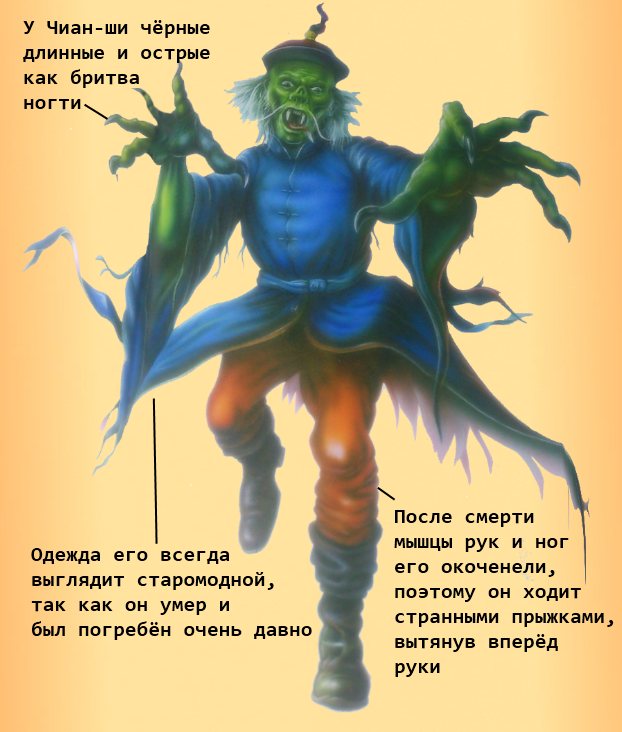 У Чиан-ши чёрные
длинные и острые
как бритва
ногти
Одежда его всегда
выглядит старомодной,
так как он умер и
был погребён очень давно
После смерти
мышцы рук и ног
его окоченели,
поэтому он ходит
странными прыжками,
вытянув вперёд
руки